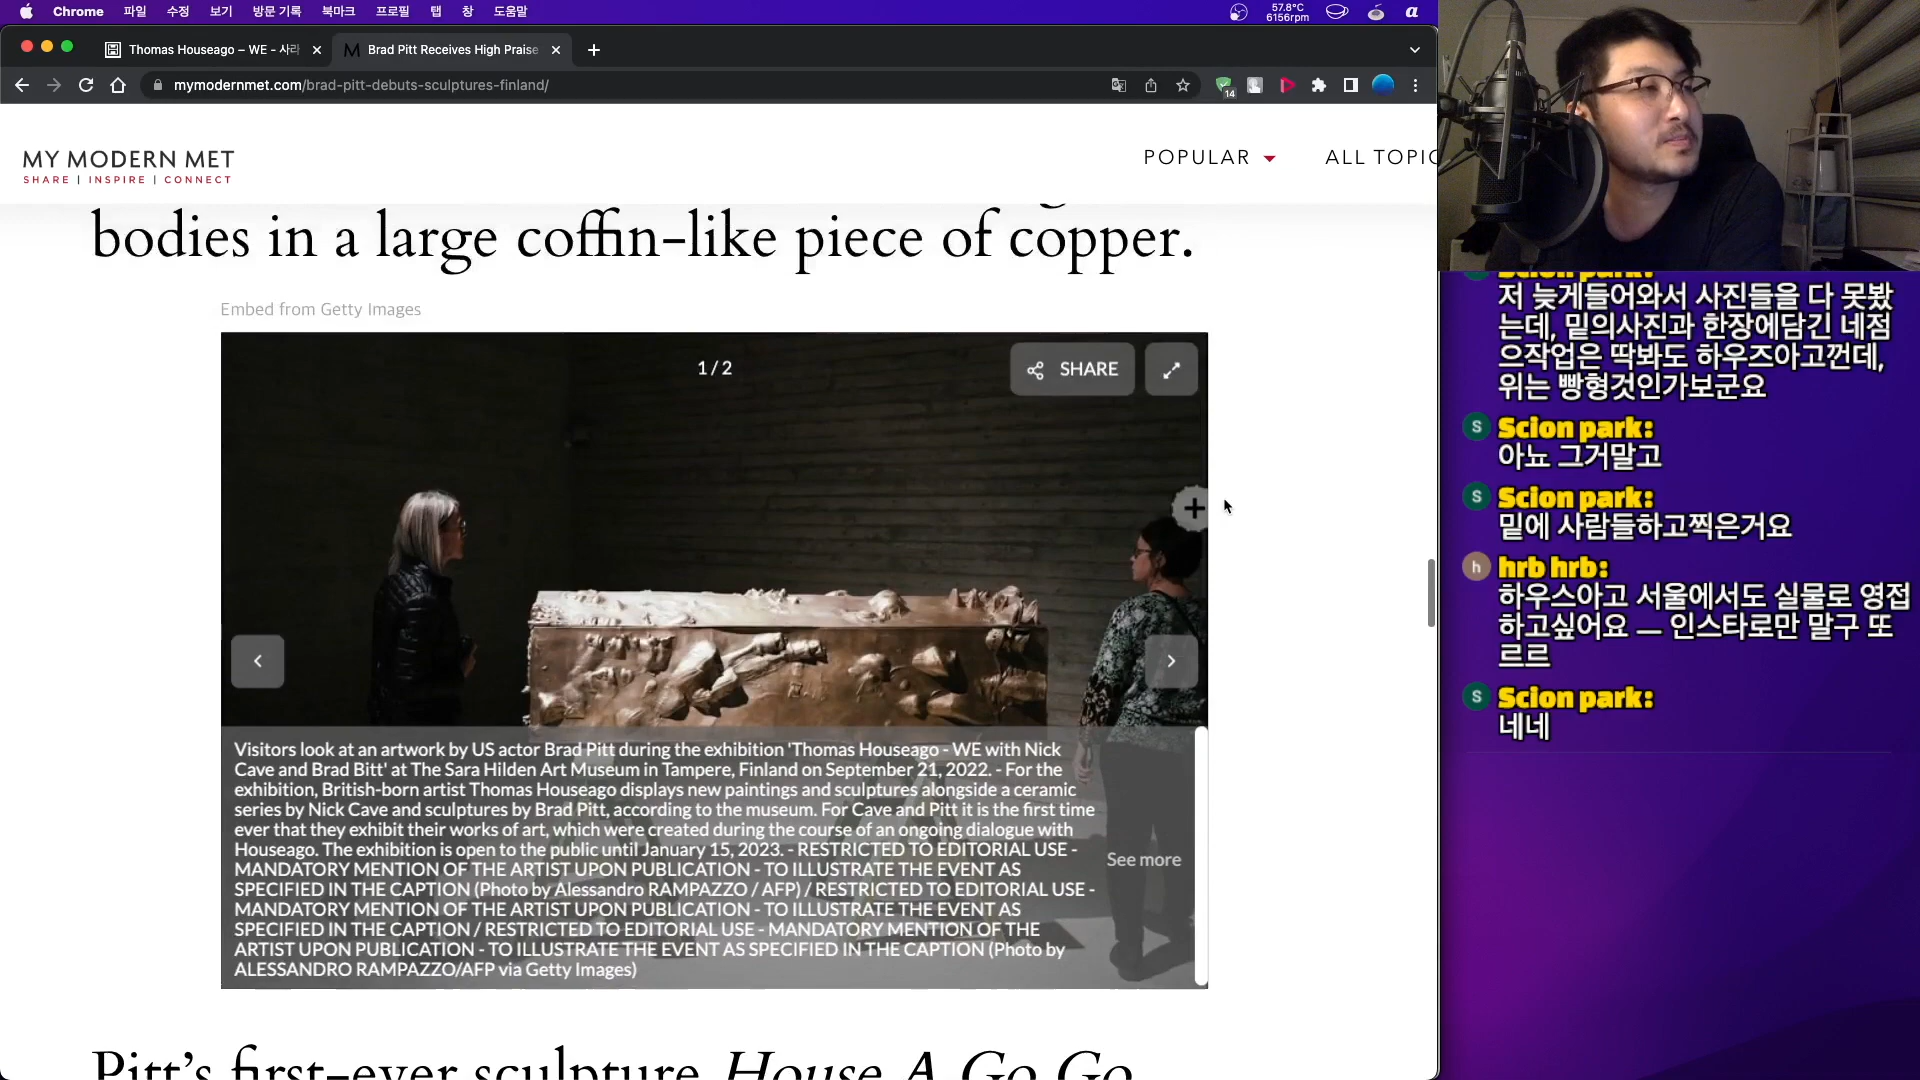 Chrome 파일 수정 보기 방문 기록 북마크 프로필 탭 창 도움말 57.8°C
6156rpm
Thomas Houseago – WE - 사라
Brad Pitt Receives High Praise
mymodernmet.com/brad-pitt-debuts-sculptures-finland/
14
MY MODERN MET
SHARE | INSPIRE | CONNECT
POPULAR
ALL TOPIC
bodies in a large coffin-like piece of copper.
Embed from Getty Images
1 / 2
SHARE
Visitors look at an artwork by US actor Brad Pitt during the exhibition 'Thomas Houseago - WE with Nick
Cave and Brad Bitt' at The Sara Hilden Art Museum in Tampere, Finland on September 21, 2022. - For the
exhibition, British-born artist Thomas Houseago displays new paintings and sculptures alongside a ceramic
series by Nick Cave and sculptures by Brad Pitt, according to the museum. For Cave and Pitt it is the first time
ever that they exhibit their works of art, which were created during the course of an ongoing dialogue with
Houseago. The exhibition is open to the public until January 15, 2023. - RESTRICTED TO EDITORIAL USE -
MANDATORY MENTION OF THE ARTIST UPON PUBLICATION - TO ILLUSTRATE THE EVENT AS
SPECIFIED IN THE CAPTION (Photo by Alessandro RAMPAZZO / AFP) / RESTRICTED TO EDITORIAL USE -
MANDATORY MENTION OF THE ARTIST UPON PUBLICATION - TO ILLUSTRATE THE EVENT AS
SPECIFIED IN THE CAPTION / RESTRICTED TO EDITORIAL USE - MANDATORY MENTION OF THE
ARTIST UPON PUBLICATION - TO ILLUSTRATE THE EVENT AS SPECIFIED IN THE CAPTION (Photo by
ALESSANDRO RAMPAZZO/AFP via Getty Images)
See more
Pitt's first-ever sculpture House A Go Go
Scion park:
저 늦게들어와서 사진들을 다 못봤
는데, 밑의사진과 한장에담긴 네점
으작업은 딱봐도 하우즈아고껀데,
위는 빵형것인가보군요
S Scion park:
아뇨 그거말고
S Scion park:
밑에 사람들하고찍은거요
h hrb hrb:
하우스아고 서울에서도 실물로 영접
하고싶어요 — 인스타로만 말구 또
르르
S Scion park:
네네